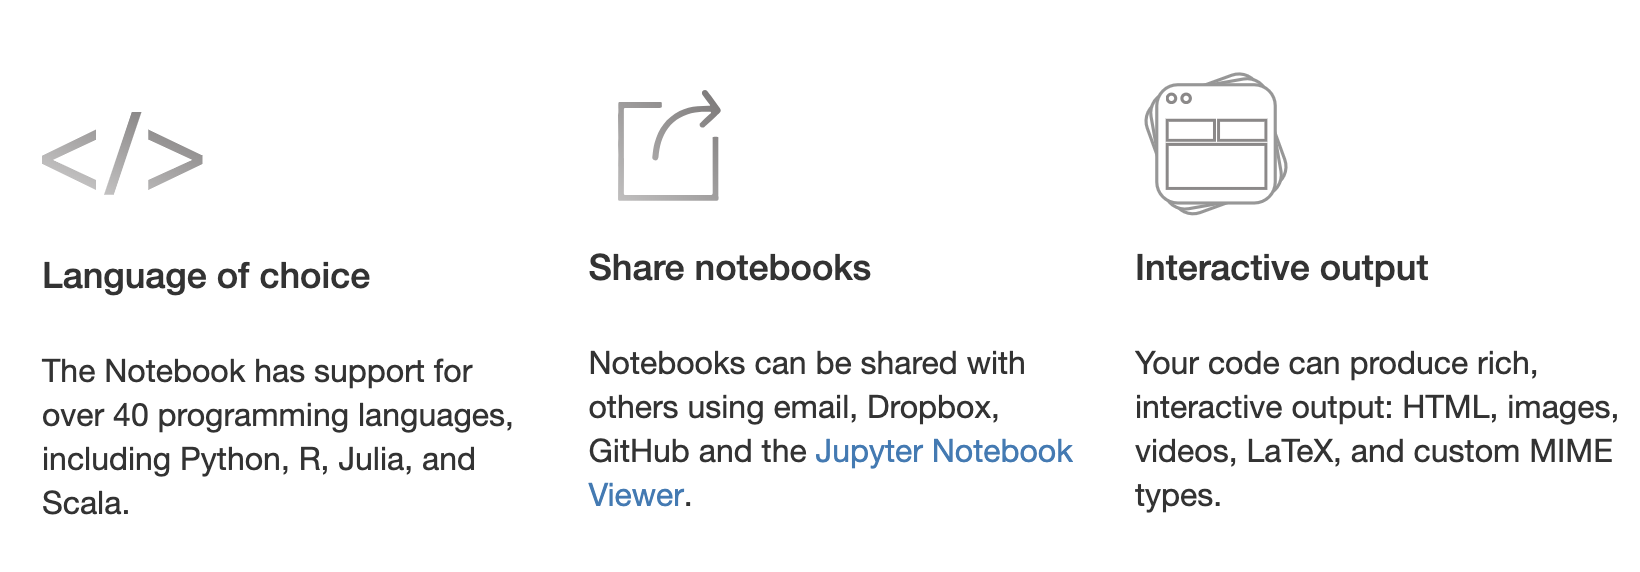 Language of choice
The Notebook has support for
over 40 programming languages,
including Python, R, Julia, and
Scala.
Share notebooks
Notebooks can be shared with
others using email, Dropbox,
GitHub and the Jupyter Notebook
Viewer.
Interactive output
Your code can produce rich,
interactive output: HTML, images,
videos, LaTeX, and custom MIME
types.